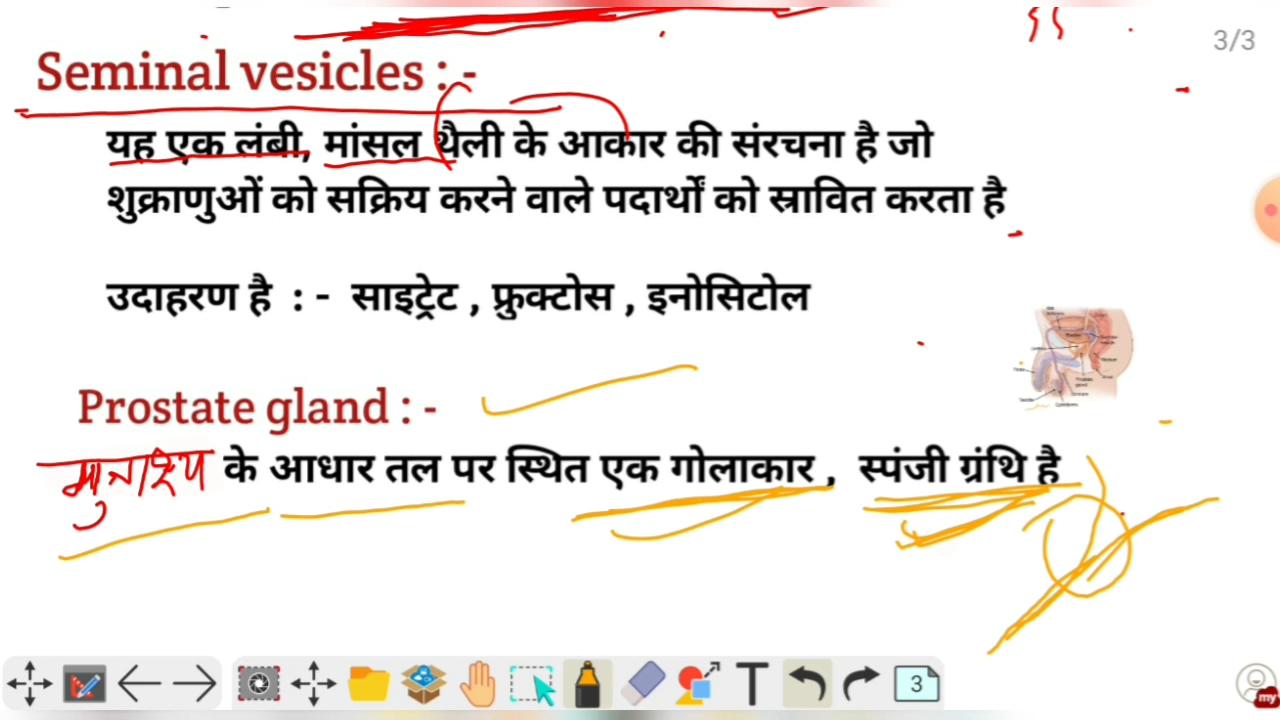 3/3
Seminal vesicles : -
यह एक लंबी, मांसल थैली के आकार की संरचना है जो
शुक्राणुओं को सक्रिय करने वाले पदार्थों को स्रावित करता है
उदाहरण है : - साइट्रेट , फ्रुक्टोस , इनोसिटोल
Prostate gland : -
मुत्राश्य के आधार तल पर स्थित एक गोलाकार , स्पंजी ग्रंथि है
3
my